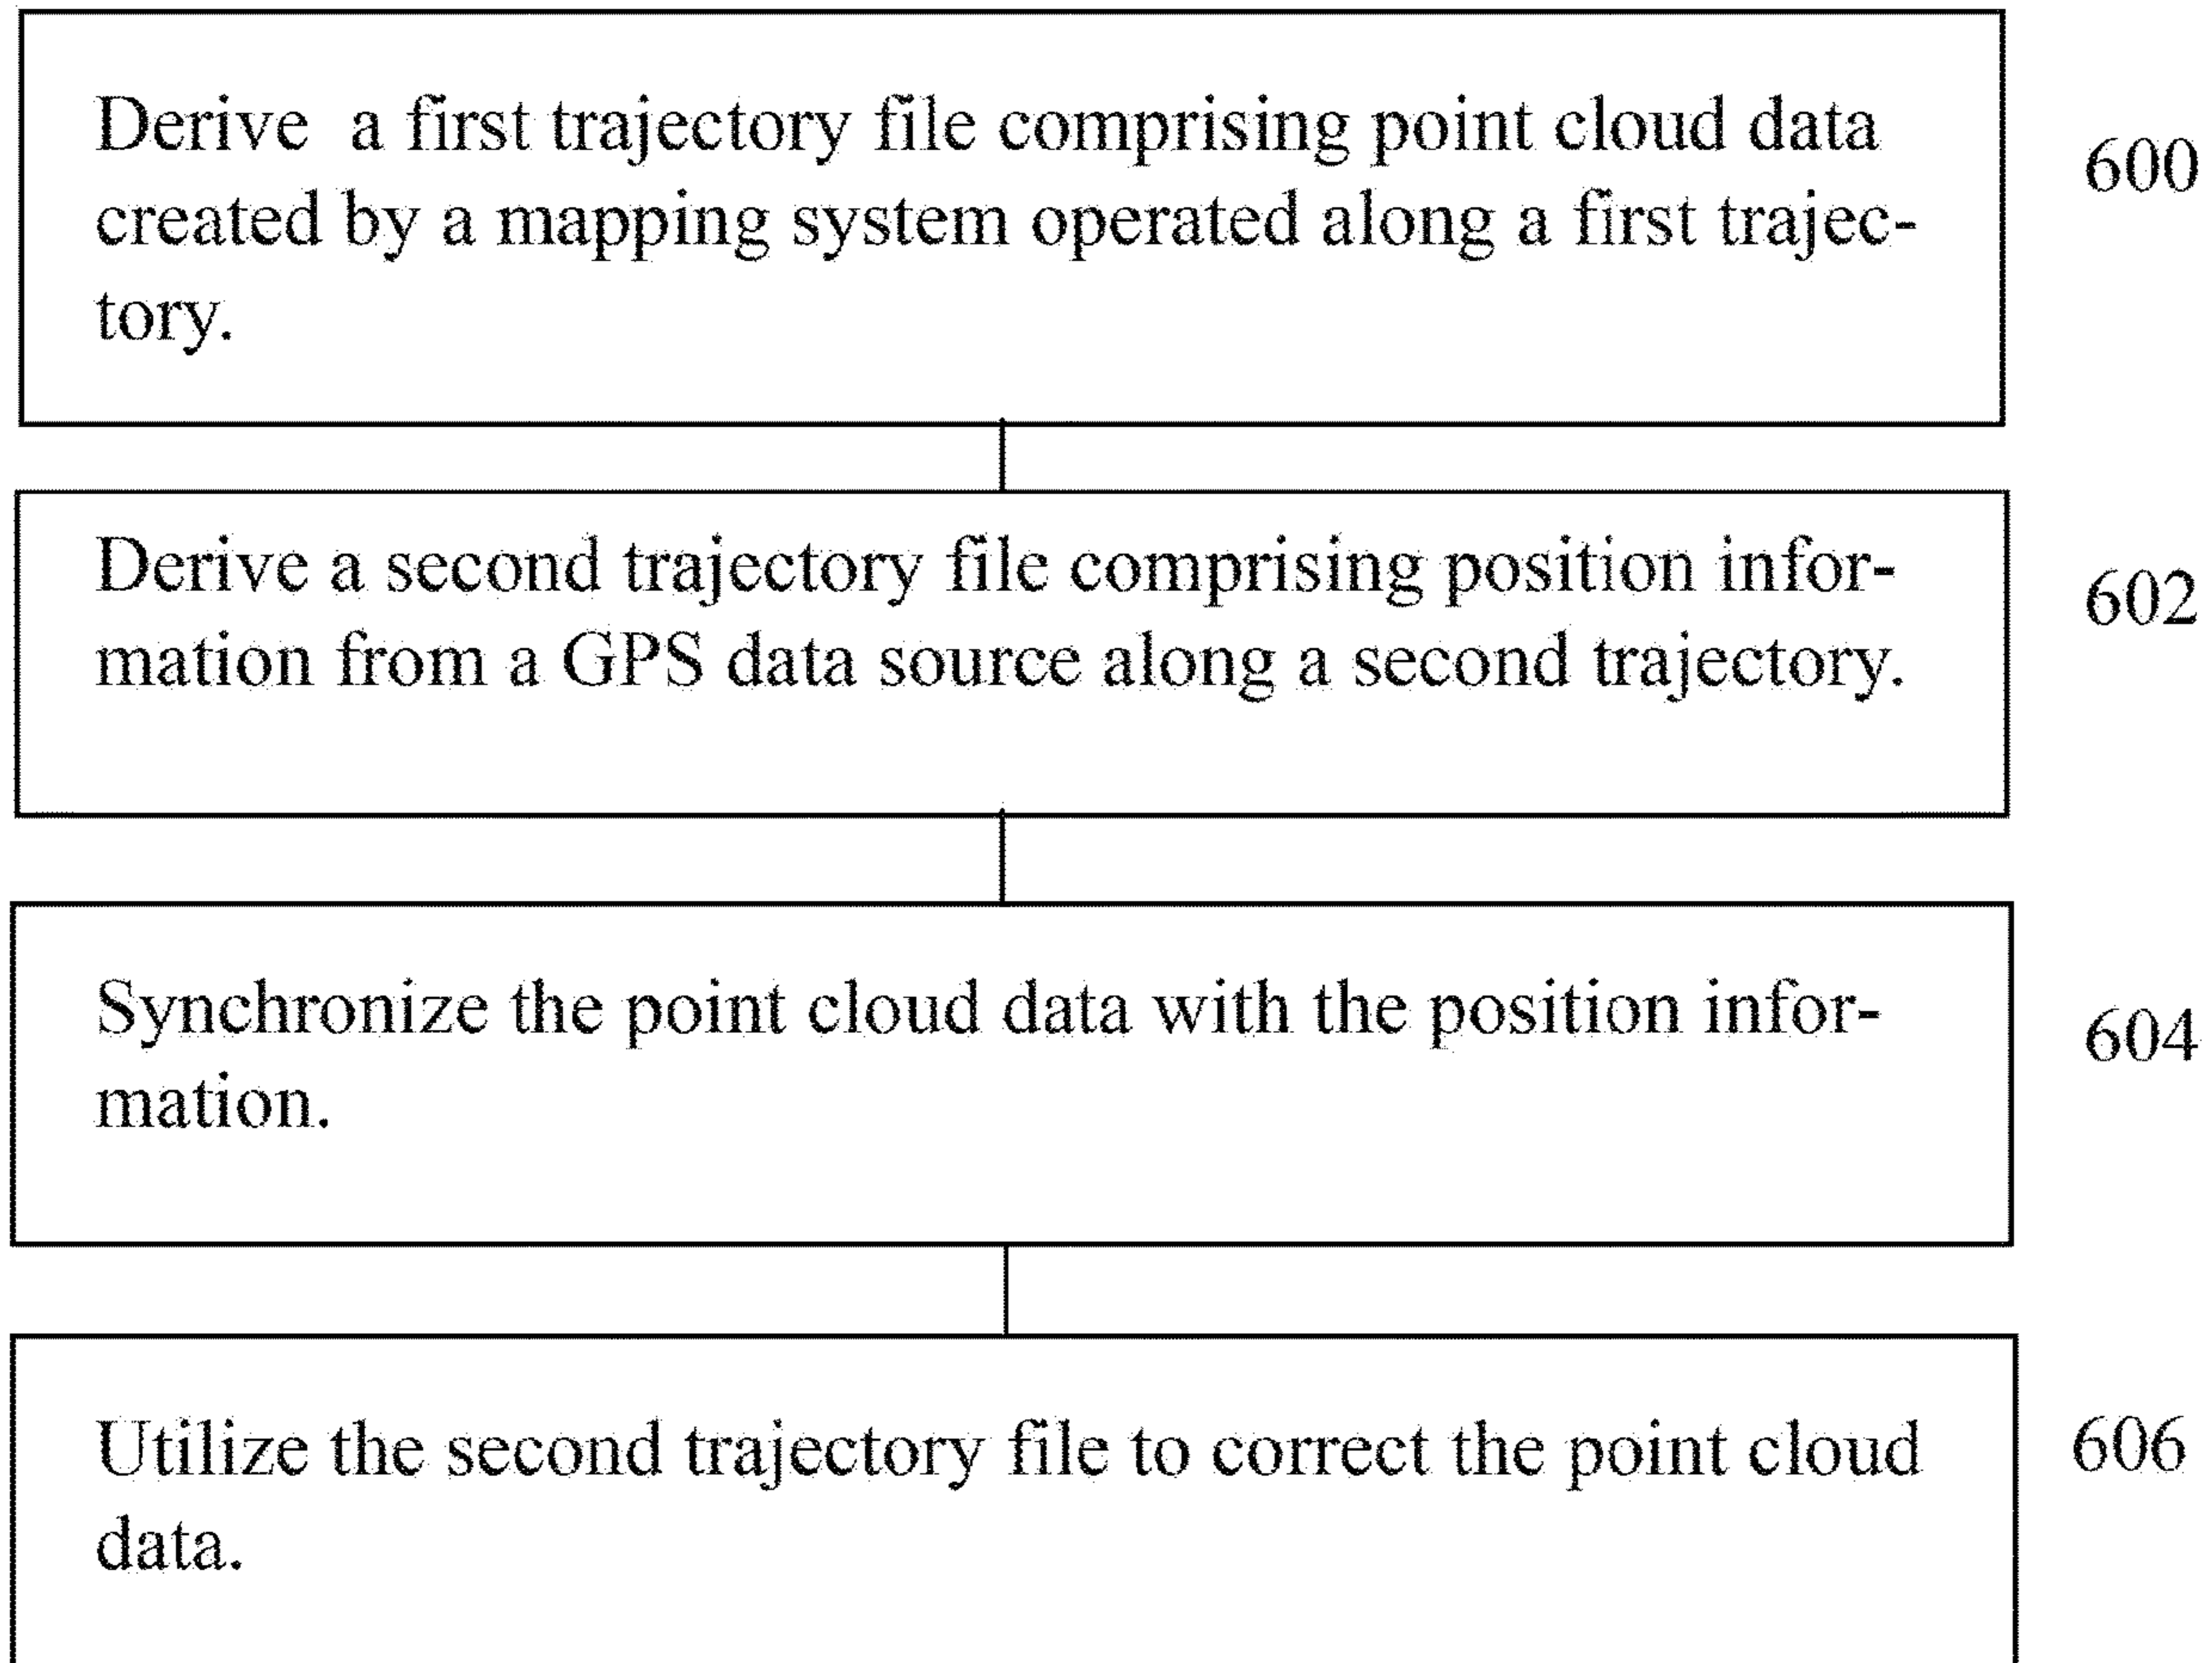 Derive a first trajectory file comprising point cloud data
created by a mapping system operated along a first trajec-
tory.
600
Derive a second trajectory file comprising position infor-
mation from a GPS data source along a second trajectory.
602
Synchronize the point cloud data with the position infor-
mation.
604
Utilize the second trajectory file to correct the point cloud
data.
606